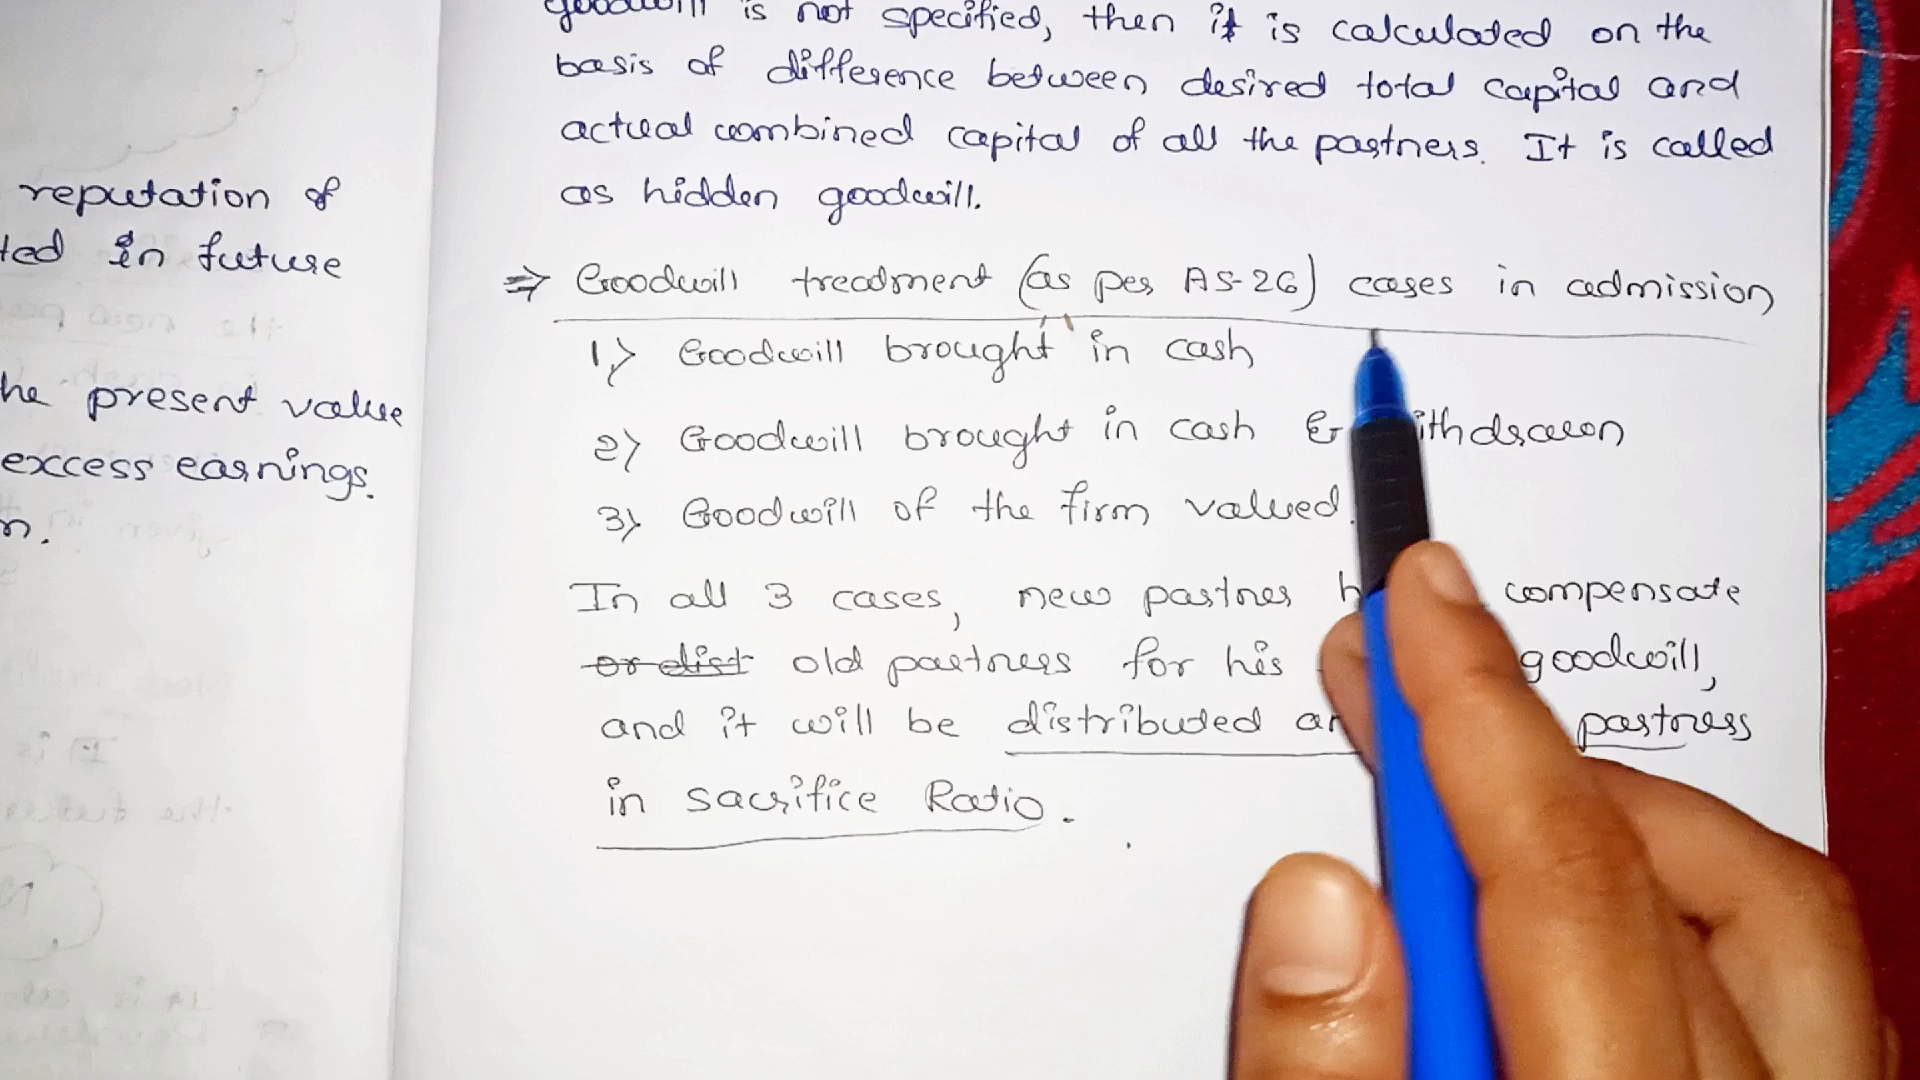 reputation of
ted in future
he present value
excess earnings.
n.
goodwill is not specified, then it is calculated on the
basis of difference between desired total capital and
actual combined capital of all the partners. It is called
as hidden goodwill.
⇒ Goodwill treatment (as per AS-26) cases in admission
1) Goodwill brought in cash
2) Goodwill brought in cash & withdrawn
3) Goodwill of the firm valued.
In all 3 cases, new partner h compensate
or dist old partners for his goodwill,
and it will be distributed partners
in sacrifice Ratio.